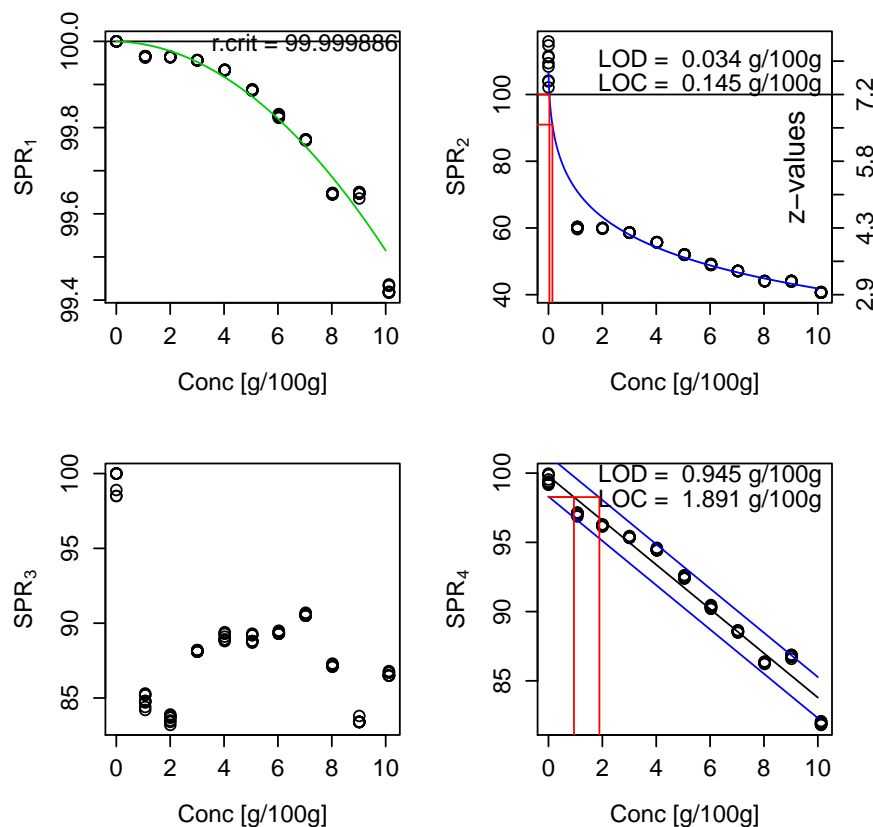 r.crit = 99.999886
100.0
99.8
99.6
99.4
SPR1
0 2 4 6 8 10
Conc [g/100g]
LOD = 0.034 g/100g
LOC = 0.145 g/100g
100
80
60
40
SPR2
7.2
5.8
4.3
2.9
z−values
0 2 4 6 8 10
Conc [g/100g]
100
95
90
85
SPR3
0 2 4 6 8 10
Conc [g/100g]
LOD = 0.945 g/100g
LOC = 1.891 g/100g
100
95
90
85
SPR4
0 2 4 6 8 10
Conc [g/100g]